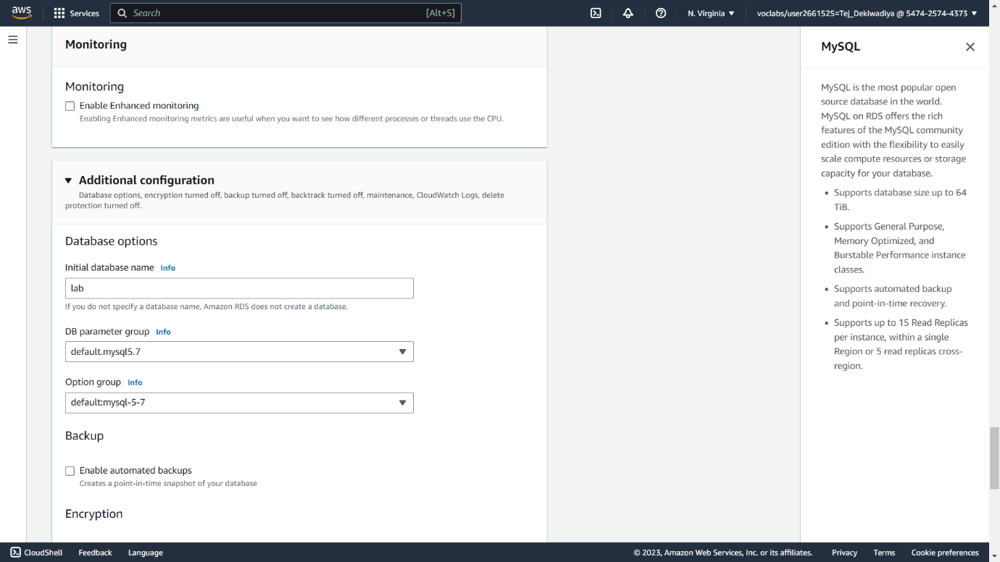 aws
Services
Search
[Alt+S]
N. Virginia
voclabs/user2661525=Tej_Dekiwadiya @ 5474-2574-4373
Monitoring
Monitoring
Enable Enhanced monitoring
Enabling Enhanced monitoring metrics are useful when you want to see how different processes or threads use the CPU.
Additional configuration
Database options, encryption turned off, backup turned off, backtrack turned off, maintenance, CloudWatch Logs, delete
protection turned off.
Database options
Initial database name Info
lab
If you do not specify a database name, Amazon RDS does not create a database.
DB parameter group Info
default.mysql5.7
Option group Info
default:mysql-5-7
Backup
Enable automated backups
Creates a point-in-time snapshot of your database
Encryption
MySQL
MySQL is the most popular open
source database in the world.
MySQL on RDS offers the rich
features of the MySQL community
edition with the flexibility to easily
scale compute resources or storage
capacity for your database.
• Supports database size up to 64
TiB.
• Supports General Purpose,
Memory Optimized, and
Burstable Performance instance
classes.
• Supports automated backup
and point-in-time recovery.
• Supports up to 15 Read Replicas
per instance, within a single
Region or 5 read replicas cross-
region.
CloudShell
Feedback
Language
© 2023, Amazon Web Services, Inc. or its affiliates.
Privacy
Terms
Cookie preferences